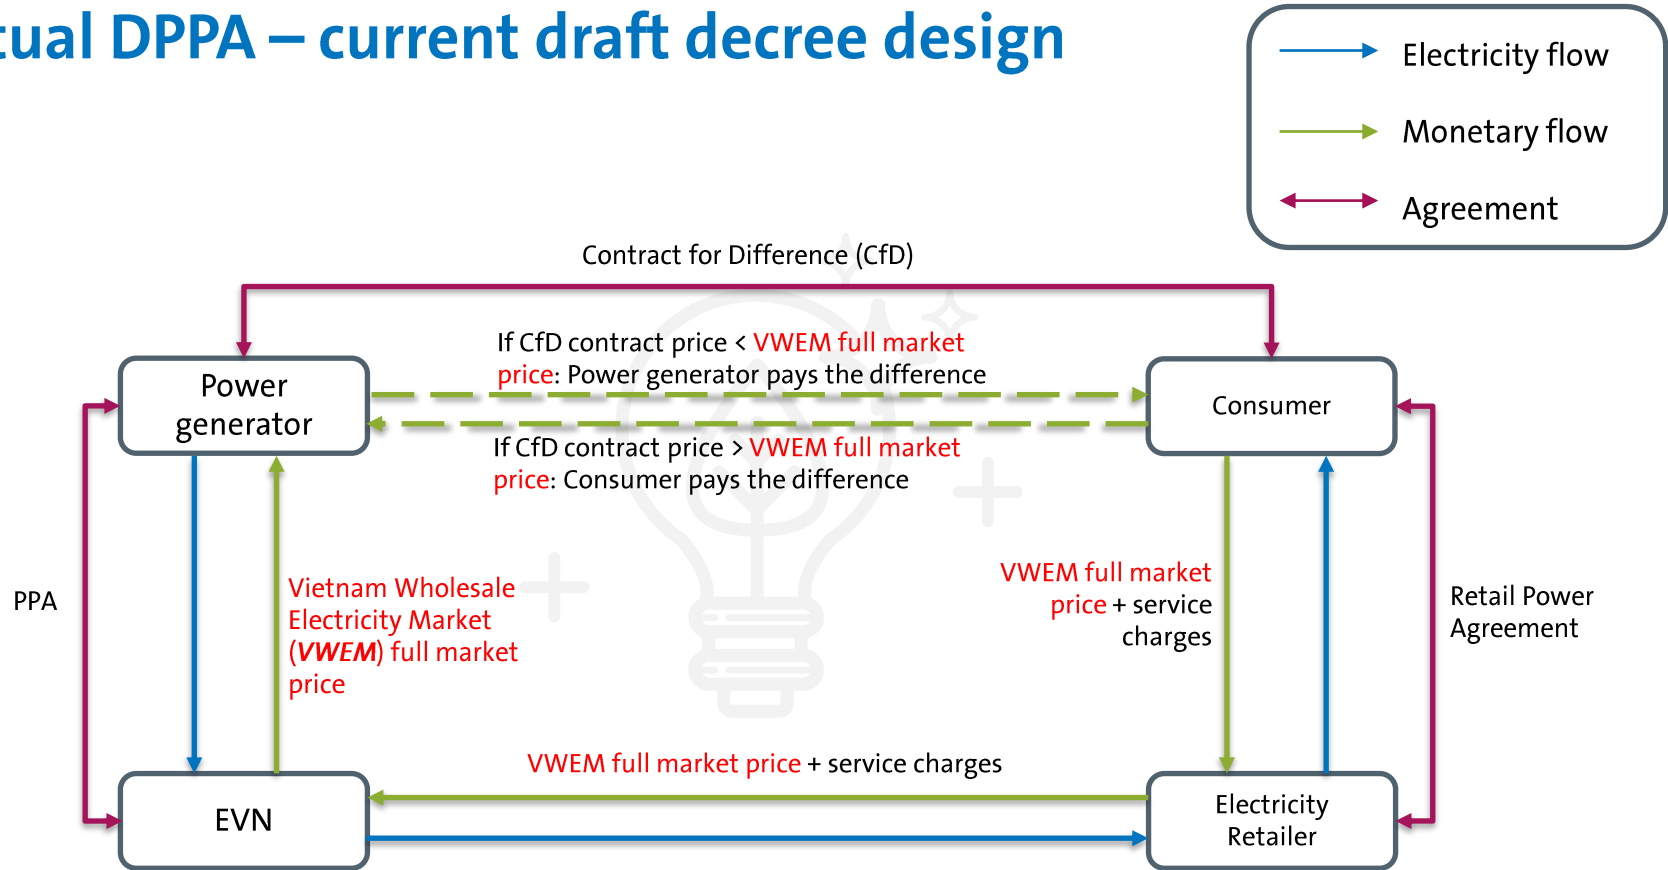 tual DPPA – current draft decree design
Electricity flow
Monetary flow
Agreement
Contract for Difference (CfD)
If CfD contract price < VWEM full market
price: Power generator pays the difference
Power
generator
Consumer
If CfD contract price > VWEM full market
price: Consumer pays the difference
PPA
Vietnam Wholesale
Electricity Market
(VWEM) full market
price
VWEM full market
price + service
charges
Retail Power
Agreement
VWEM full market price + service charges
EVN
Electricity
Retailer